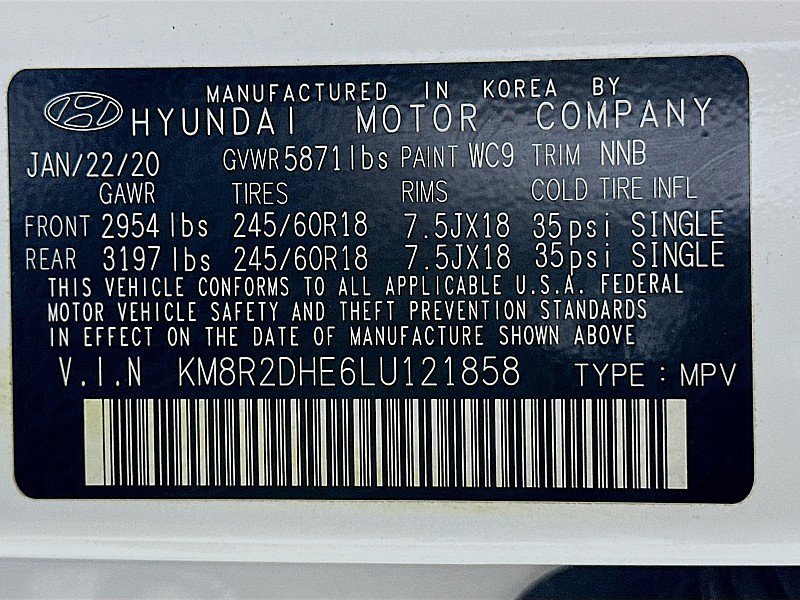 MANUFACTURED IN KOREA BY
HYUNDAI MOTOR COMPANY
JAN/22/20 GVWR 5871lbs PAINT WC9 TRIM NNB
GAWR TIRES RIMS COLD TIRE INFL
FRONT 2954 lbs 245/60R18 7.5JX18 35psi SINGLE
REAR 3197 lbs 245/60R18 7.5JX18 35psi SINGLE
THIS VEHICLE CONFORMS TO ALL APPLICABLE U.S.A. FEDERAL
MOTOR VEHICLE SAFETY AND THEFT PREVENTION STANDARDS
IN EFFECT ON THE DATE OF MANUFACTURE SHOWN ABOVE
V.I.N KM8R2DHE6LU121858 TYPE : MPV